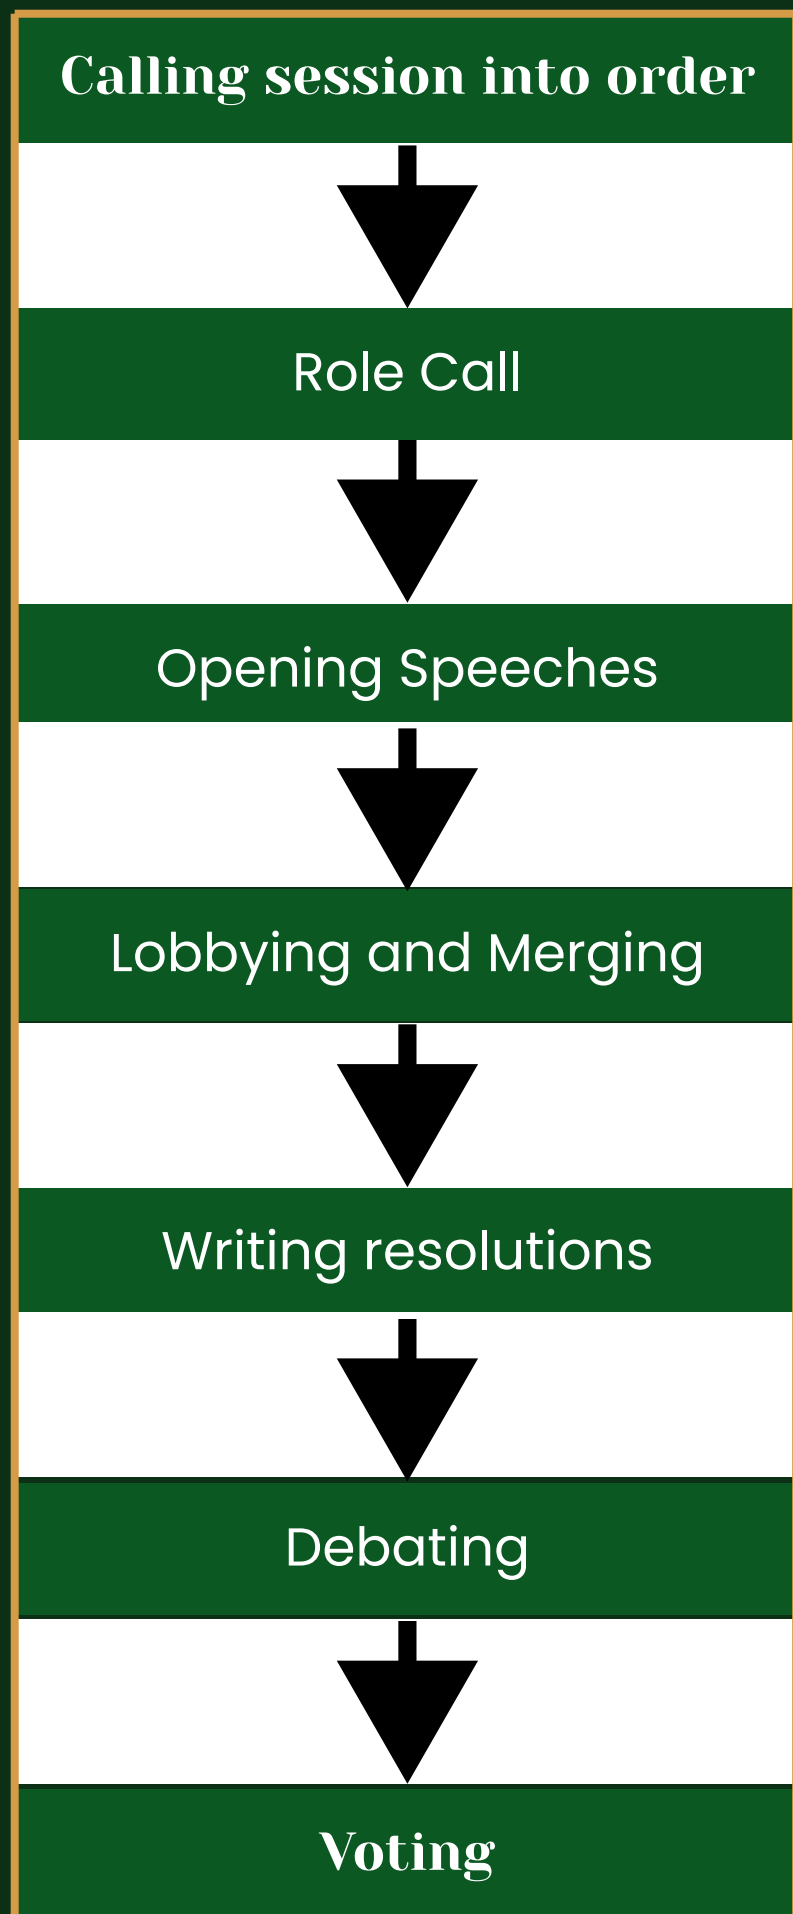 Calling session into order
Role Call
Opening Speeches
Lobbying and Merging
Writing resolutions
Debating
Voting